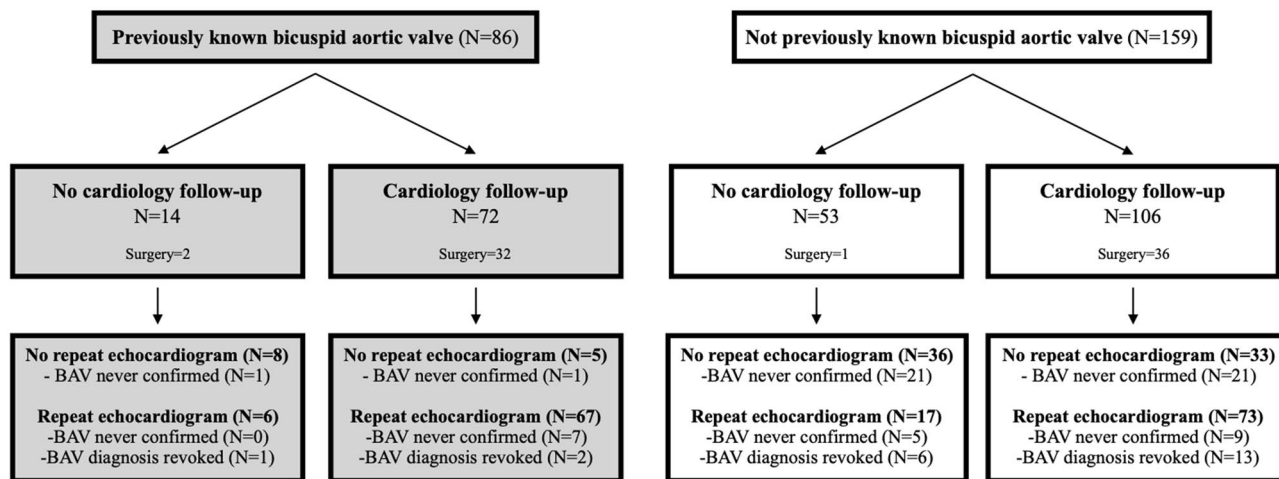 Previously known bicuspid aortic valve (N=86)
Not previously known bicuspid aortic valve (N=159)
No cardiology follow-up
N=14
Surgery=2
Cardiology follow-up
N=72
Surgery=32
No cardiology follow-up
N=53
Surgery=1
Cardiology follow-up
N=106
Surgery=36
No repeat echocardiogram (N=8)
- BAV never confirmed (N=1)
Repeat echocardiogram (N=6)
-BAV never confirmed (N=0)
-BAV diagnosis revoked (N=1)
No repeat echocardiogram (N=5)
- BAV never confirmed (N=1)
Repeat echocardiogram (N=67)
-BAV never confirmed (N=7)
-BAV diagnosis revoked (N=2)
No repeat echocardiogram (N=36)
-BAV never confirmed (N=21)
Repeat echocardiogram (N=17)
-BAV never confirmed (N=5)
-BAV diagnosis revoked (N=6)
No repeat echocardiogram (N=33)
- BAV never confirmed (N=21)
Repeat echocardiogram (N=73)
-BAV never confirmed (N=9)
-BAV diagnosis revoked (N=13)